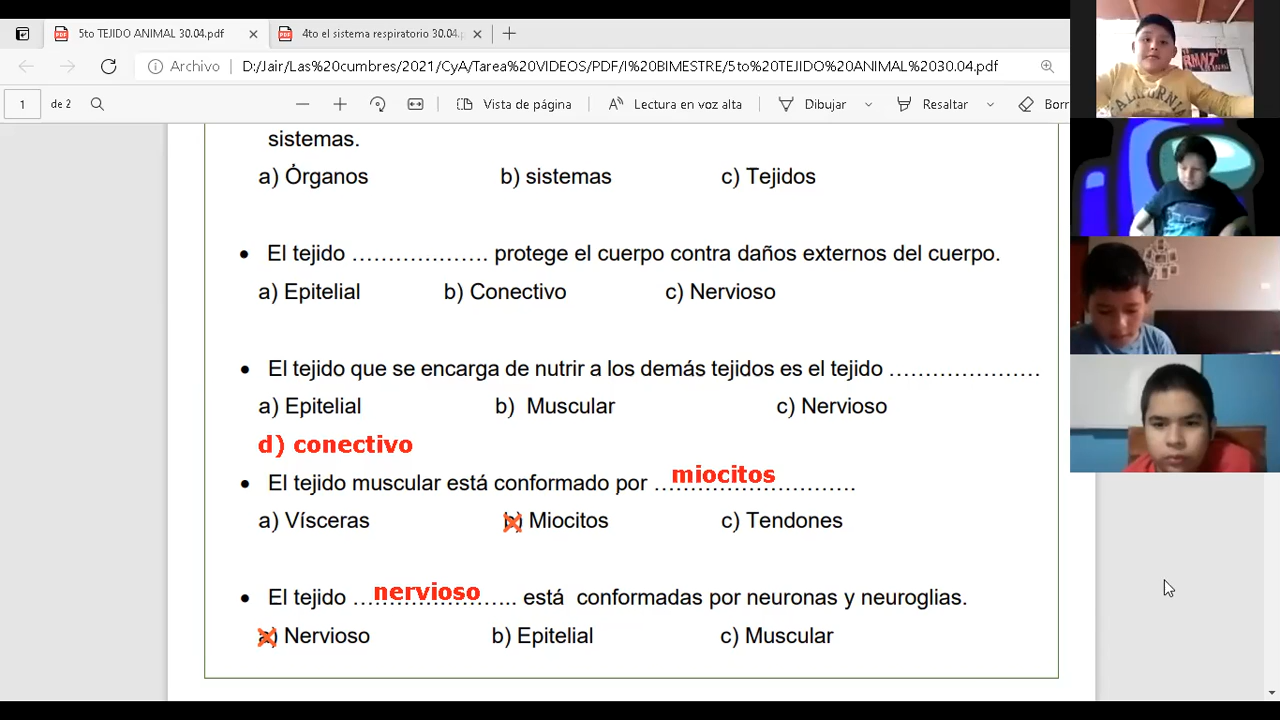 5to TEJIDO ANIMAL 30.04.pdf
4to el sistema respiratorio 30.04.p
Archivo
D:/Jair/Las%20cumbres/2021/CyA/TE
0VIDEOS/PDF/I%20BIMESTRE/5to%20TEJIDO%20ANIMAL%2030.04.pdf
1 de 2
Vista de página
Lectura en voz alta
Dibujar
Resaltar
Borr
sistemas.
a) Órganos b) sistemas c) Tejidos
• El tejido ………………. protege el cuerpo contra daños externos del cuerpo.
a) Epitelial b) Conectivo c) Nervioso
• El tejido que se encarga de nutrir a los demás tejidos es el tejido …………………
a) Epitelial b) Muscular c) Nervioso
d) conectivo
miocitos
• El tejido muscular está conformado por ……………………….
a) Vísceras b) Miocitos c) Tendones
nervioso
• El tejido ………………….. está conformadas por neuronas y neuroglias.
a) Nervioso b) Epitelial c) Muscular